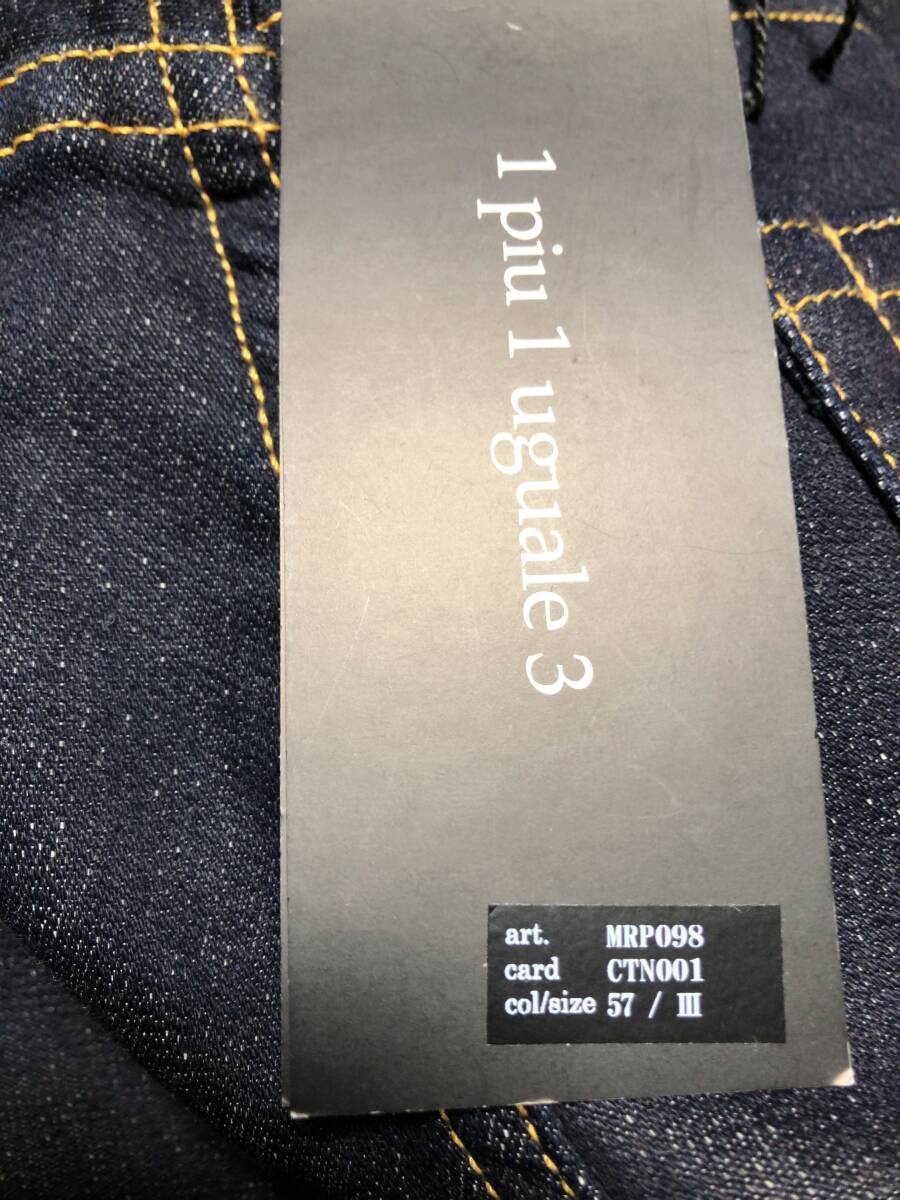 1 piu 1 uguale 3
art. MRP098
card CTN001
col/size 57 / Ⅲ